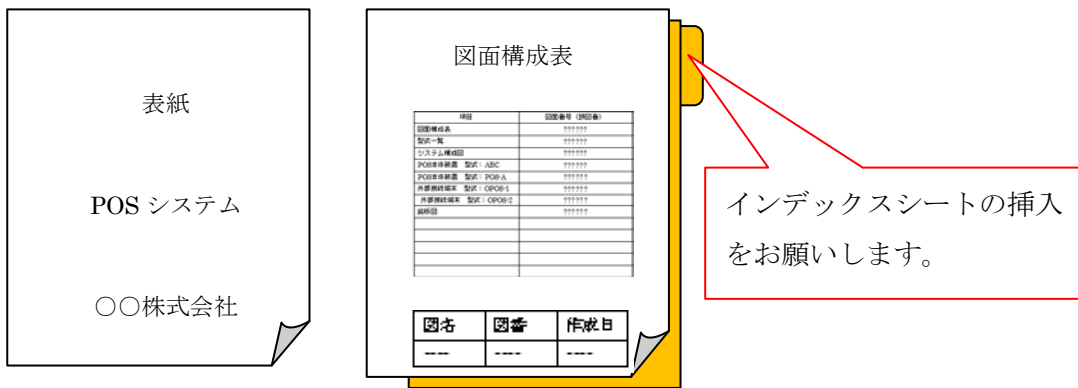 表紙
POS システム
○○株式会社
図面構成表
項目 図面番号（親図番）
図面構成表 ??????
型式一覧 ??????
システム構成図 ??????
POS本体装置 型式：ABC ??????
POS本体装置 型式：POS-A ??????
外部接続端末 型式：OPOS-1 ??????
外部接続端末 型式：OPOS-2 ??????
??????
図名 図番 作成日
---- ---- ----
インデックスシートの挿入
をお願いします。